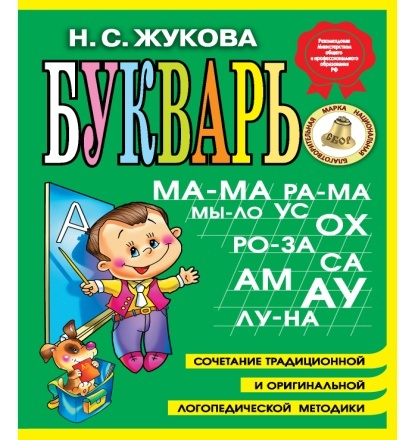 Н. С. ЖУКОВА
Рекомендовано
Министерством
общего
и профессионального
образования
РФ
БУКВАРЬ
МАРКА НАЦИОНАЛЬНАЯ
БЛАГОТВОРИТЕЛЬНАЯ
СБОР
А
МА-МА РА-МА
МЫ-ЛО УС
ОХ
РО-ЗА
СА
АМ АУ
ЛУ-НА
СОЧЕТАНИЕ ТРАДИЦИОННОЙ
И ОРИГИНАЛЬНОЙ
ЛОГОПЕДИЧЕСКОЙ МЕТОДИКИ